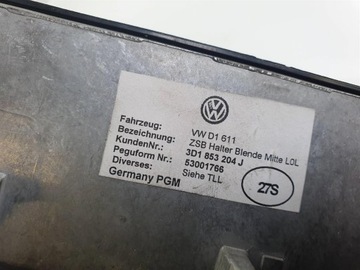 Fahrzeug: VW D1 611
Bezeichnung: ZSB Halter Blende Mitte L0L
KundenNr.: 3D1 853 204 J
Peguform Nr.: 53001766
Diverses: Siehe TLL
Germany PGM
27S